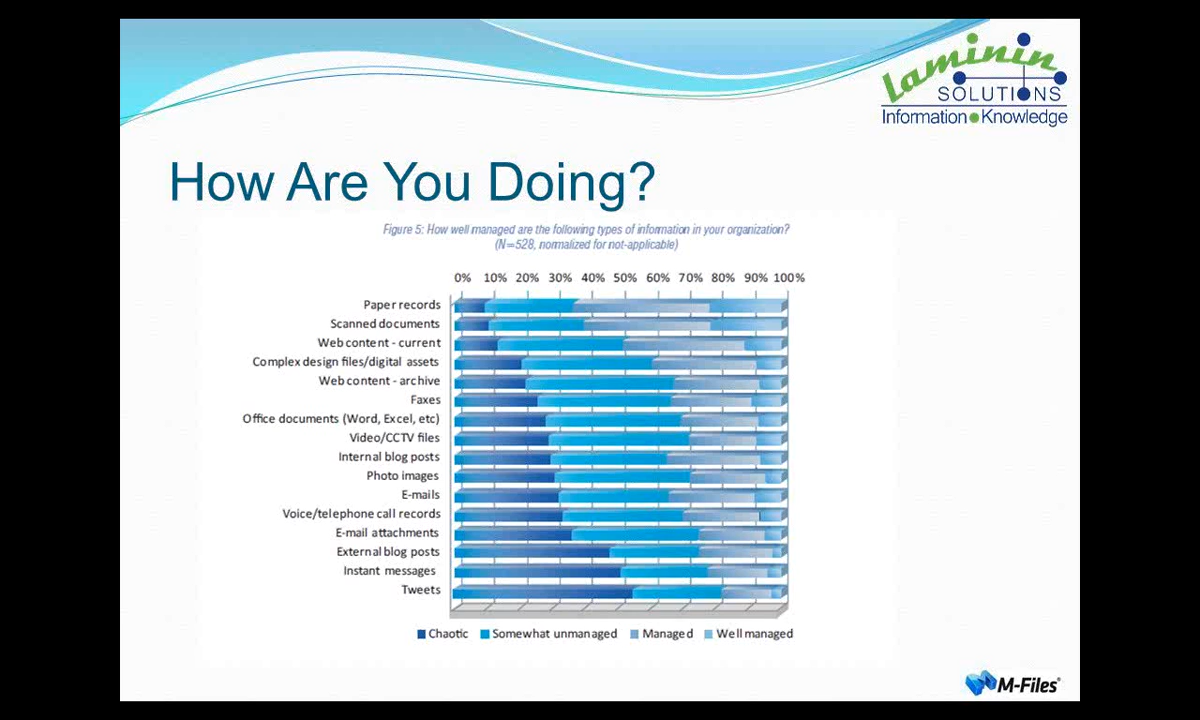 Laminin
SOLUTIONS
Information Knowledge
How Are You Doing?
Figure 5: How well managed are the following types of information in your organization?
(N=528, normalized for not-applicable)
0% 10% 20% 30% 40% 50% 60% 70% 80% 90% 100%
Paper records
Scanned documents
Web content - current
Complex design files/digital assets
Web content - archive
Faxes
Office documents (Word, Excel, etc)
Video/CCTV files
Internal blog posts
Photo images
E-mails
Voice/telephone call records
E-mail attachments
External blog posts
Instant messages
Tweets
Chaotic Somewhat unmanaged Managed Well managed
M-Files®